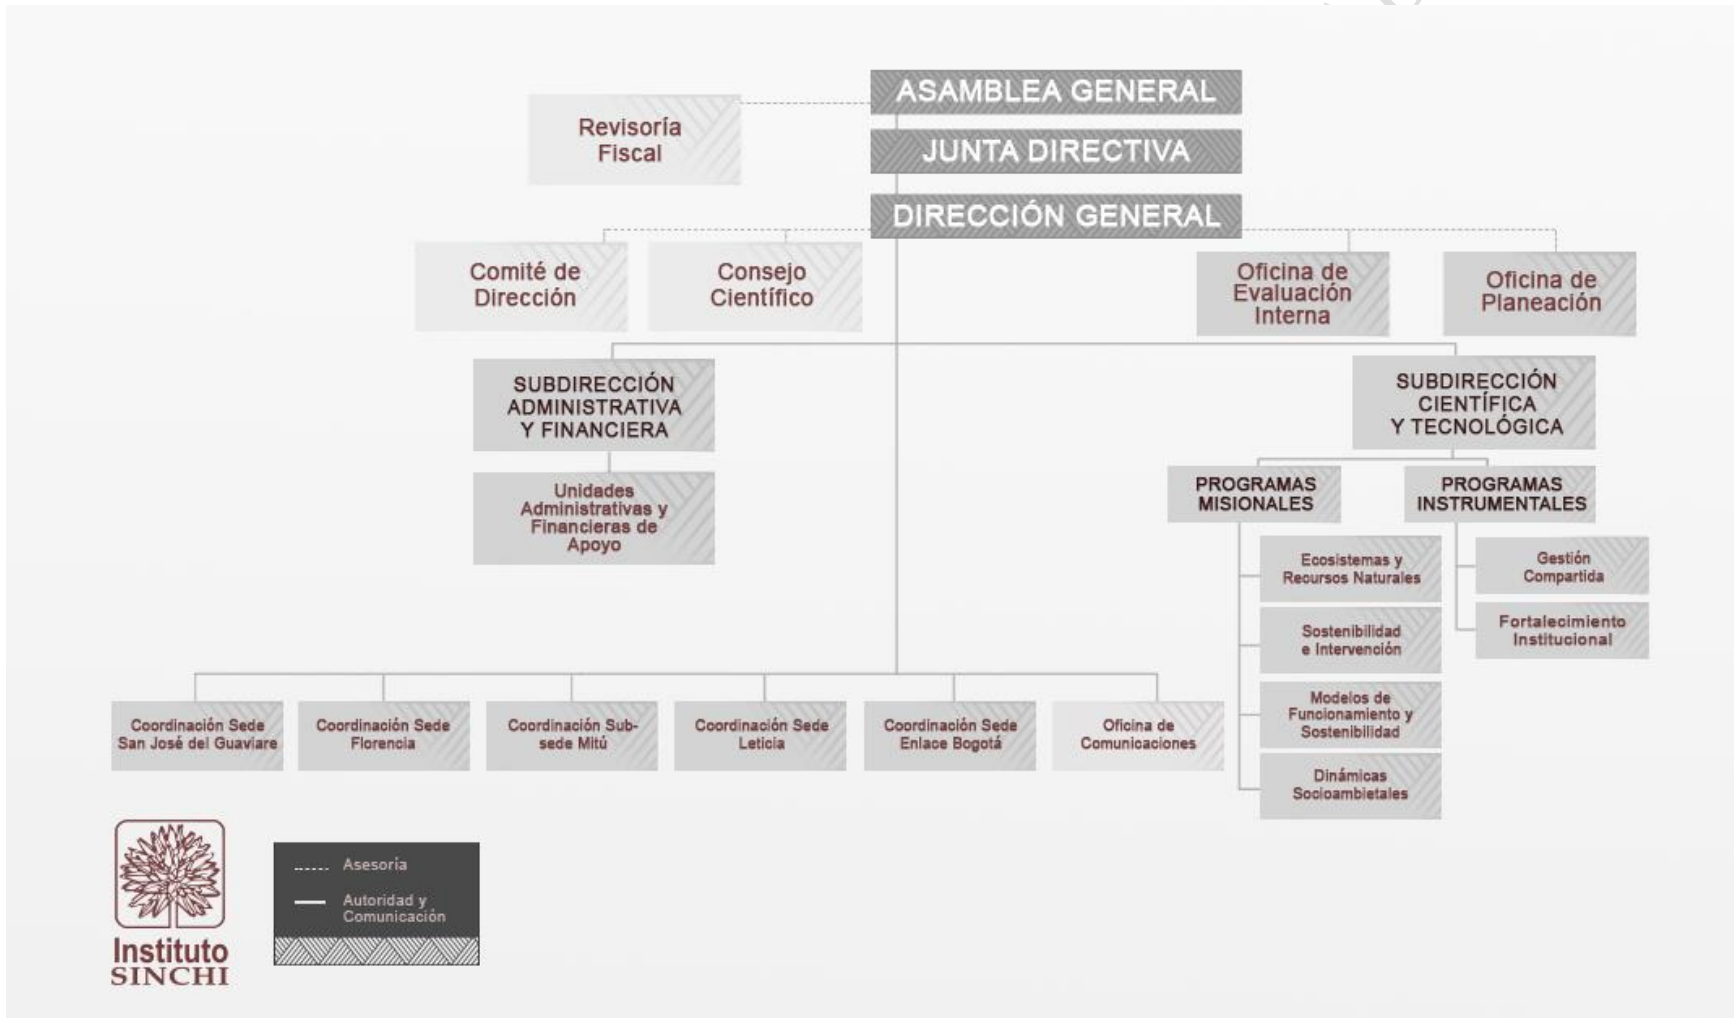 ASAMBLEA GENERAL
Revisoría
Fiscal
JUNTA DIRECTIVA
DIRECCIÓN GENERAL
Comité de
Dirección
Consejo
Científico
Oficina de
Evaluación
Interna
Oficina de
Planeación
SUBDIRECCIÓN
ADMINISTRATIVA
Y FINANCIERA
SUBDIRECCIÓN
CIENTÍFICA
Y TECNOLÓGICA
Unidades
Administrativas y
Financieras de
Apoyo
PROGRAMAS
MISIONALES
PROGRAMAS
INSTRUMENTALES
Ecosistemas y
Recursos Naturales
Sostenibilidad
e Intervención
Modelos de
Funcionamiento y
Sostenibilidad
Dinámicas
Socioambietales
Gestión
Compartida
Fortalecimiento
Institucional
Coordinación Sede
San José del Guaviare
Coordinación Sede
Florencia
Coordinación Sub-
sede Mitú
Coordinación Sede
Leticia
Coordinación Sede
Enlace Bogotá
Oficina de
Comunicaciones
Instituto
SINCHI
Asesoría
Autoridad y
Comunicación